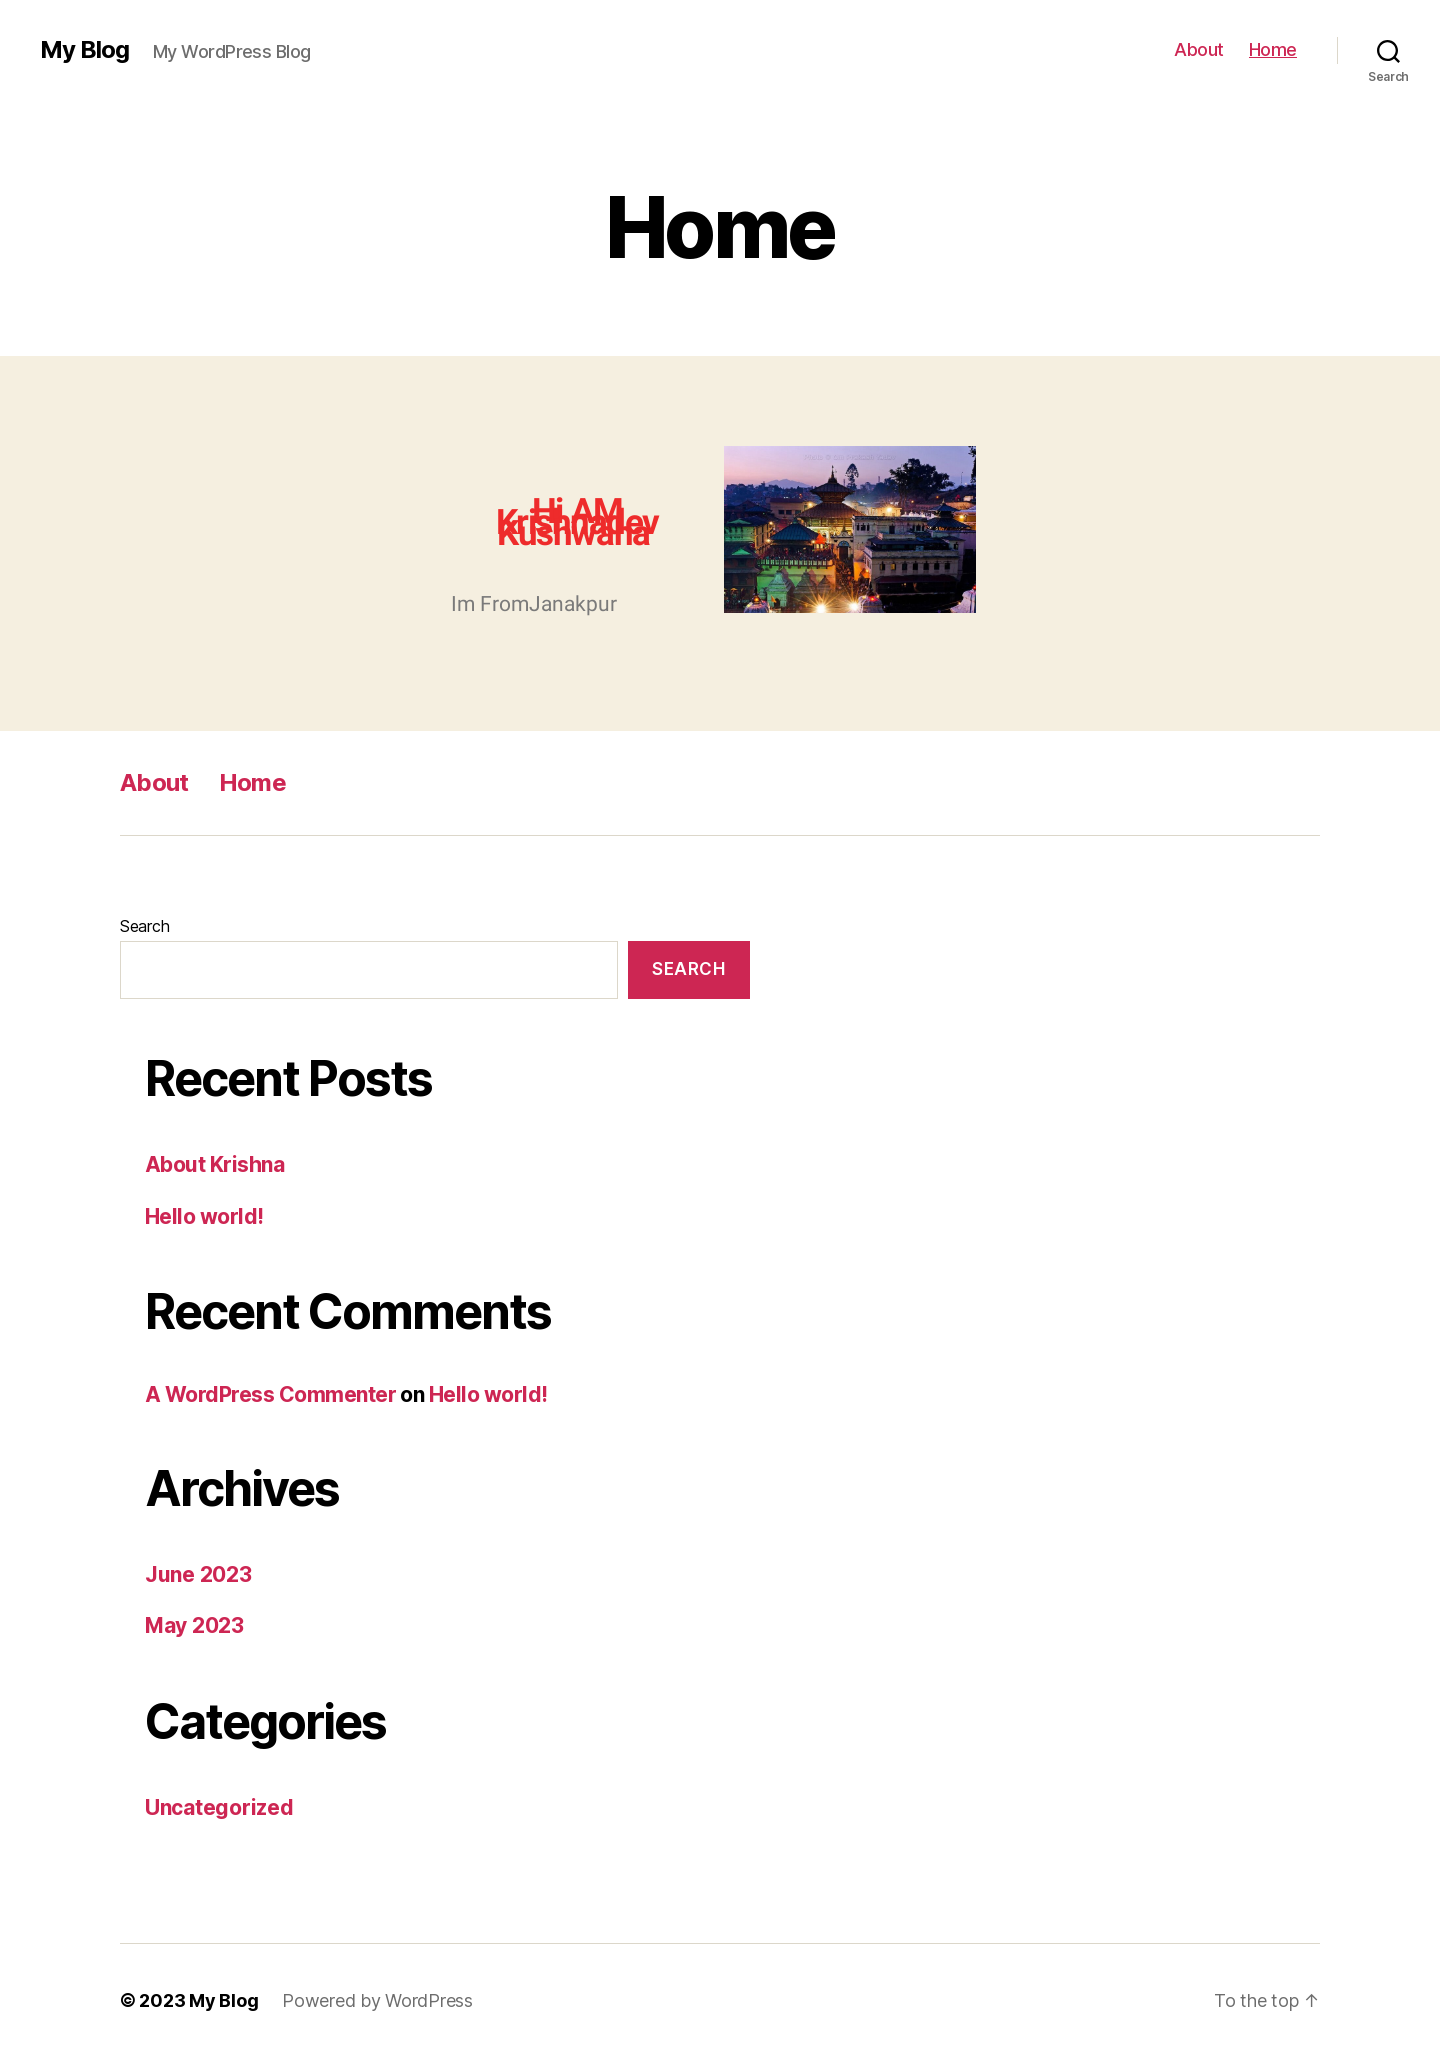 My Blog My WordPress Blog About Home
Search
Home
Hi AM
Krishnadev
Kushwaha
Im FromJanakpur
About Home
Search
SEARCH
Recent Posts
About Krishna
Hello world!
Recent Comments
A WordPress Commenter on Hello world!
Archives
June 2023
May 2023
Categories
Uncategorized
© 2023 My Blog Powered by WordPress To the top ↑